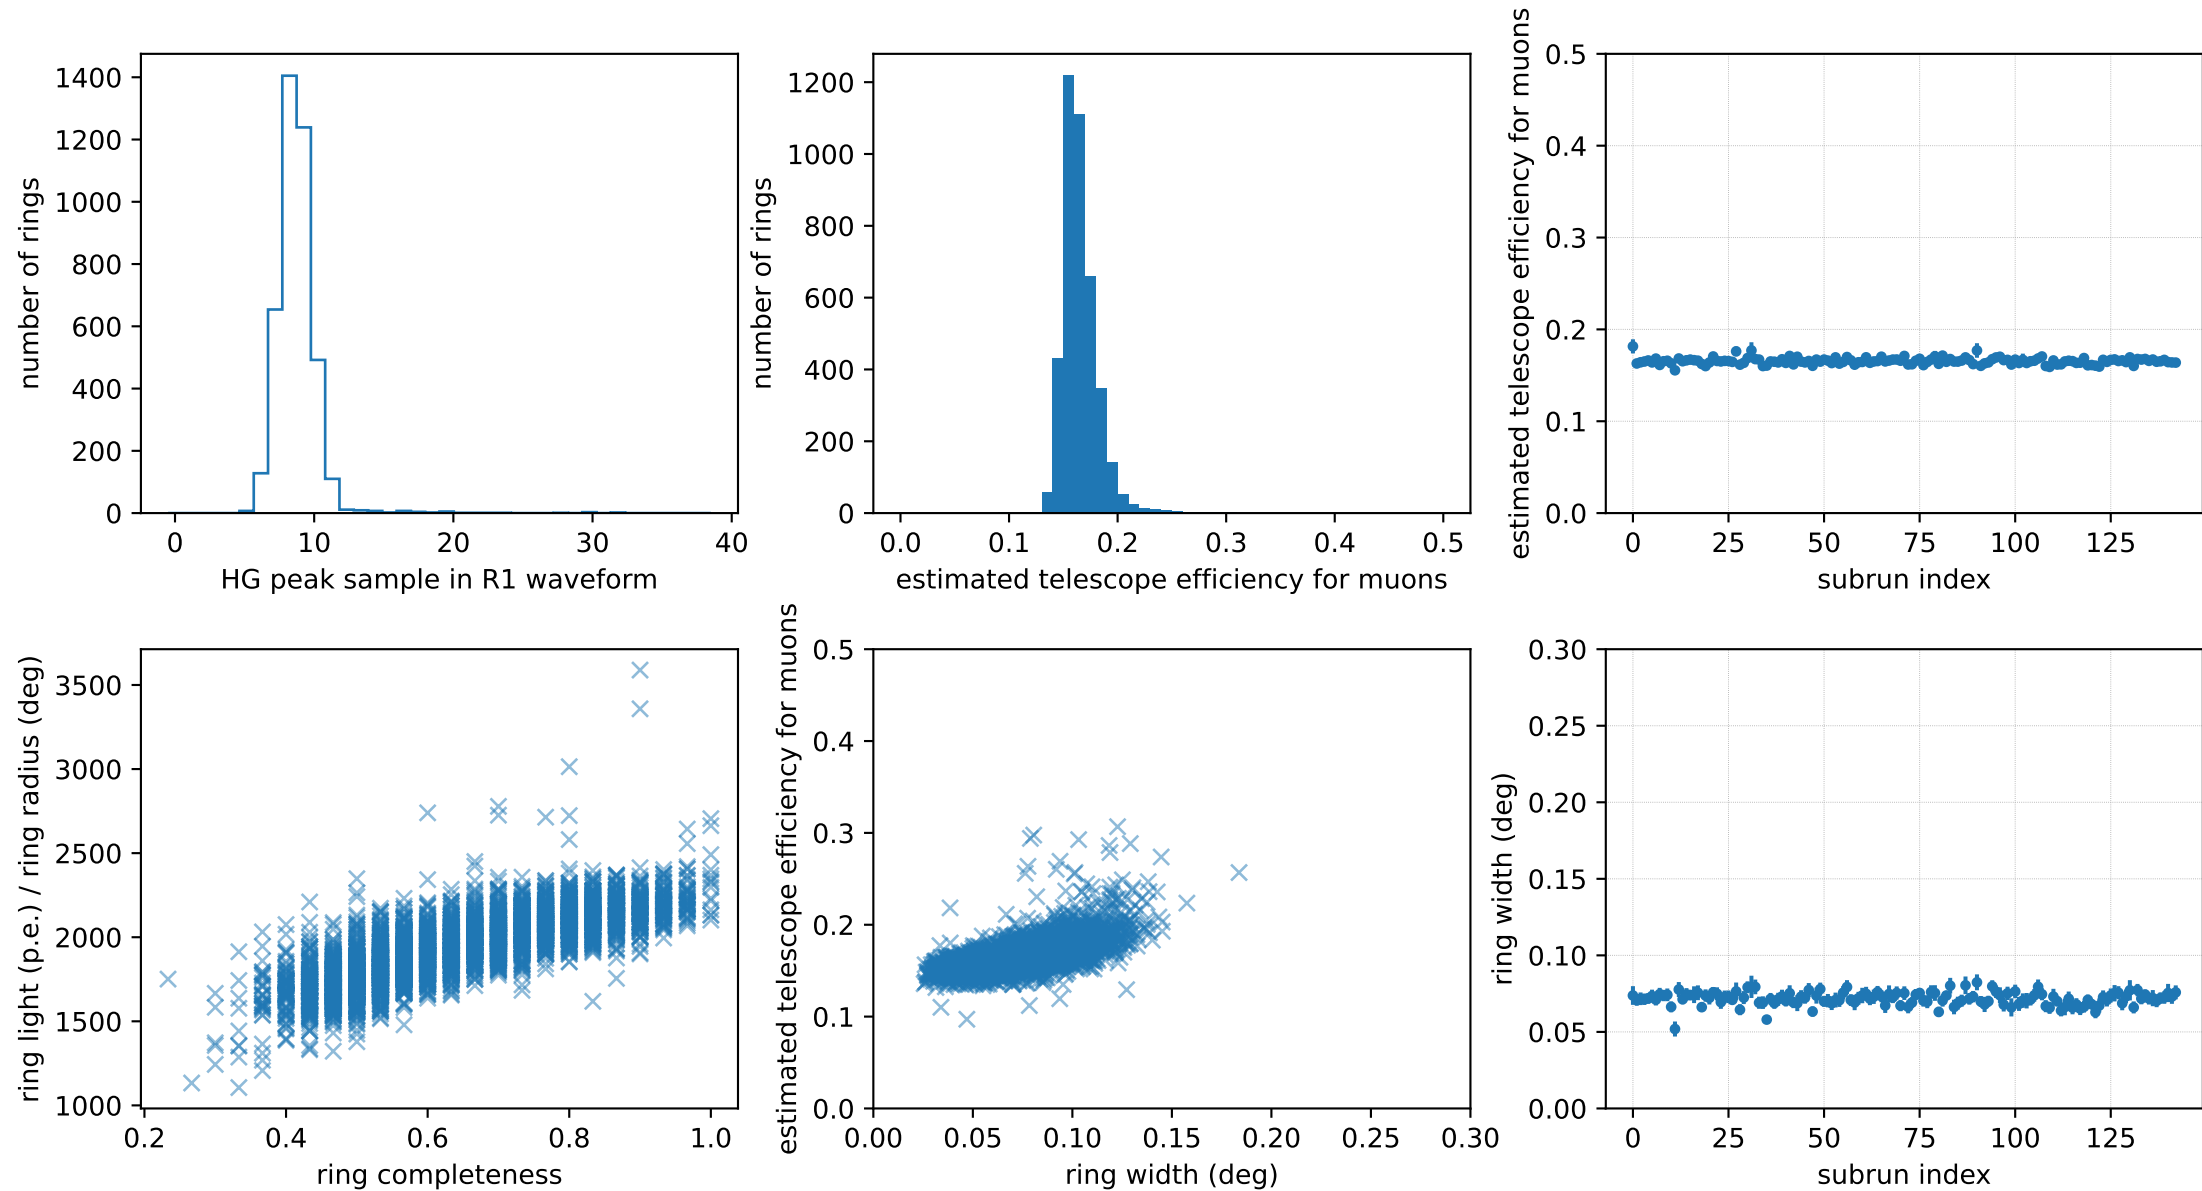 1400
1200
1000
800
600
400
200
0
number of rings
0 10 20 30 40
HG peak sample in R1 waveform
1200
1000
800
600
400
200
0
number of rings
0.0 0.1 0.2 0.3 0.4 0.5
estimated telescope efficiency for muons
0.5
0.4
0.3
0.2
0.1
0.0
estimated telescope efficiency for muons
0 25 50 75 100 125
subrun index
3500
3000
2500
2000
1500
1000
ring light (p.e.) / ring radius (deg)
0.2 0.4 0.6 0.8 1.0
ring completeness
0.5
0.4
0.3
0.2
0.1
0.0
estimated telescope efficiency for muons
0.00 0.05 0.10 0.15 0.20 0.25 0.30
ring width (deg)
0.30
0.25
0.20
0.15
0.10
0.05
0.00
ring width (deg)
0 25 50 75 100 125
subrun index